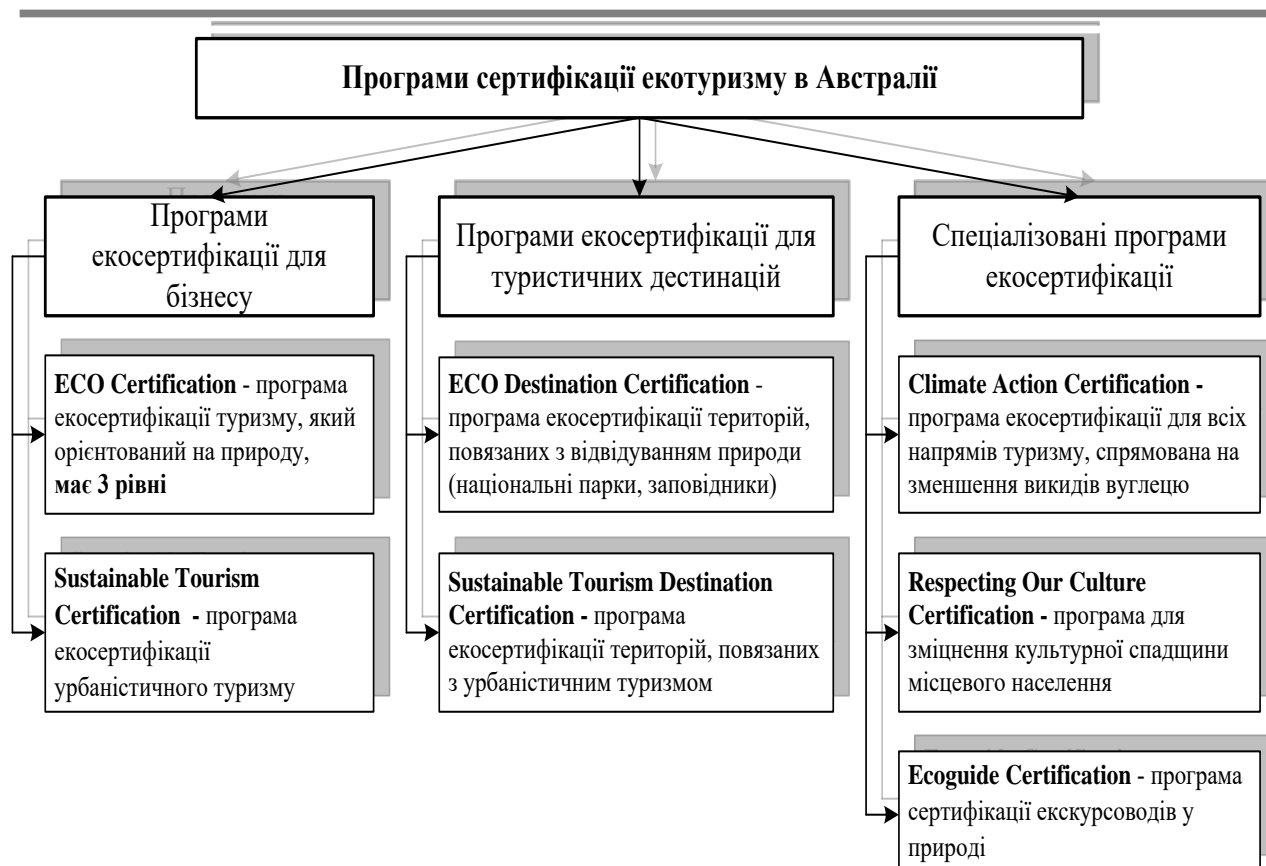 Програми сертифікації екотуризму в Австралії
Програми
екосертифікації для
бізнесу
ECO Certification - програма
екосертифікації туризму, який
орієнтований на природу,
має 3 рівні
Sustainable Tourism
Certification - програма
екосертифікації
урбаністичного туризму
Програми екосертифікації для
туристичних дестинацій
ECO Destination Certification -
програма екосертифікації територій,
повязаних з відвідуванням природи
(національні парки, заповідники)
Sustainable Tourism Destination
Certification - програма
екосертифікації територій, повязаних
з урбаністичним туризмом
Спеціалізовані програми
екосертифікації
Climate Action Certification -
програма екосертифікації для всіх
напрямів туризму, спрямована на
зменшення викидів вуглецю
Respecting Our Culture
Certification - програма для
зміцнення культурної спадщини
місцевого населення
Ecoguide Certification - програма
сертифікації екскурсоводів у
природі